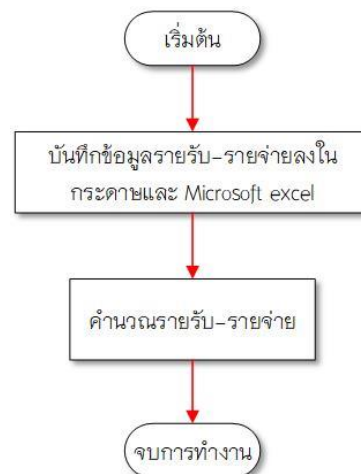 เริ่มต้น
บันทึกข้อมูลรายรับ-รายจ่ายลงใน
กระดาษและ Microsoft excel
คำนวณรายรับ-รายจ่าย
จบการทำงาน